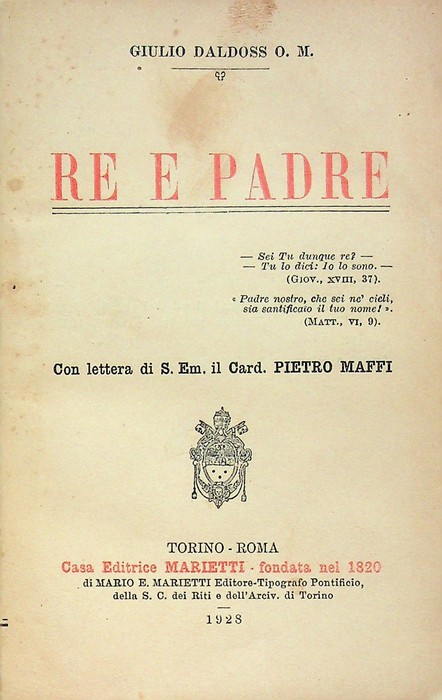 GIULIO DALDOSS O. M.
RE E PADRE
— Sei Tu dunque re? —
— Tu lo dici: Io lo sono. —
(GIOV., XVIII, 37).
« Padre nostro, che sei ne' cieli,
sia santificato il tuo nome! ».
(MATT., VI, 9).
Con lettera di S. Em. il Card. PIETRO MAFFI
TORINO - ROMA
Casa Editrice MARIETTI - fondata nel 1820
di MARIO E. MARIETTI Editore-Tipografo Pontificio,
della S. C. dei Riti e dell'Arciv. di Torino
1928